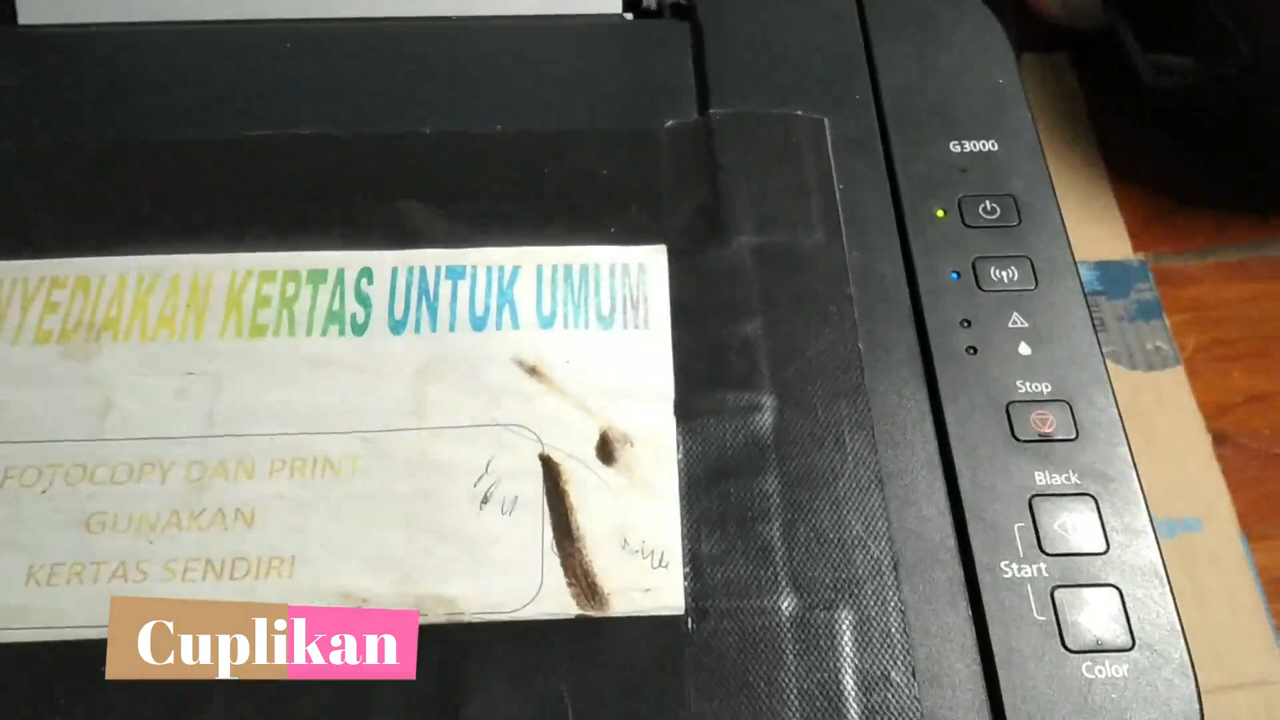 G3000
NYEDIAKAN KERTAS UNTUK UMUM
Stop
FOTOCOPY DAN PRINT
GUNAKAN
KERTAS SENDIRI
Black
Start
Color
Cuplikan